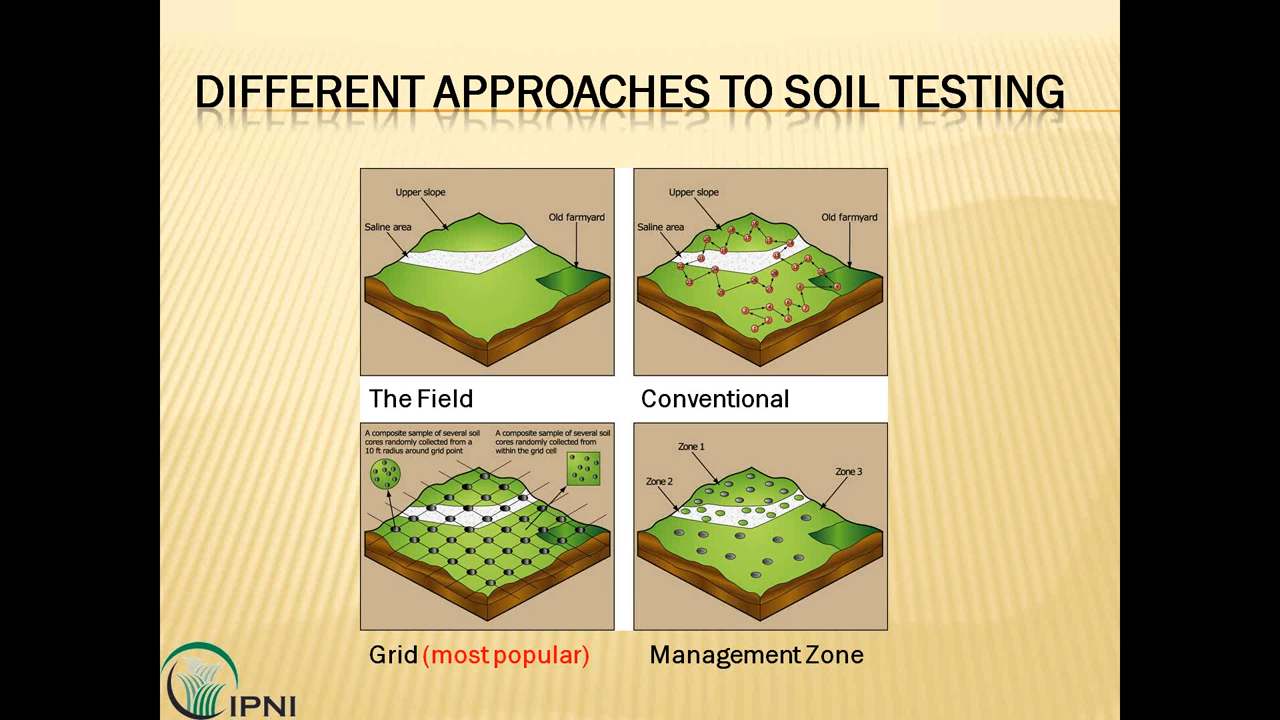 DIFFERENT APPROACHES TO SOIL TESTING
Upper slope
Saline area
Old farmyard
Upper slope
Saline area
Old farmyard
The Field
Conventional
A composite sample of several soil
cores randomly collected from a
10 ft radius around grid point
A composite sample of several soil
cores randomly collected from
within the grid cell
Zone 1
Zone 2
Zone 3
Grid (most popular)
Management Zone
IPNI